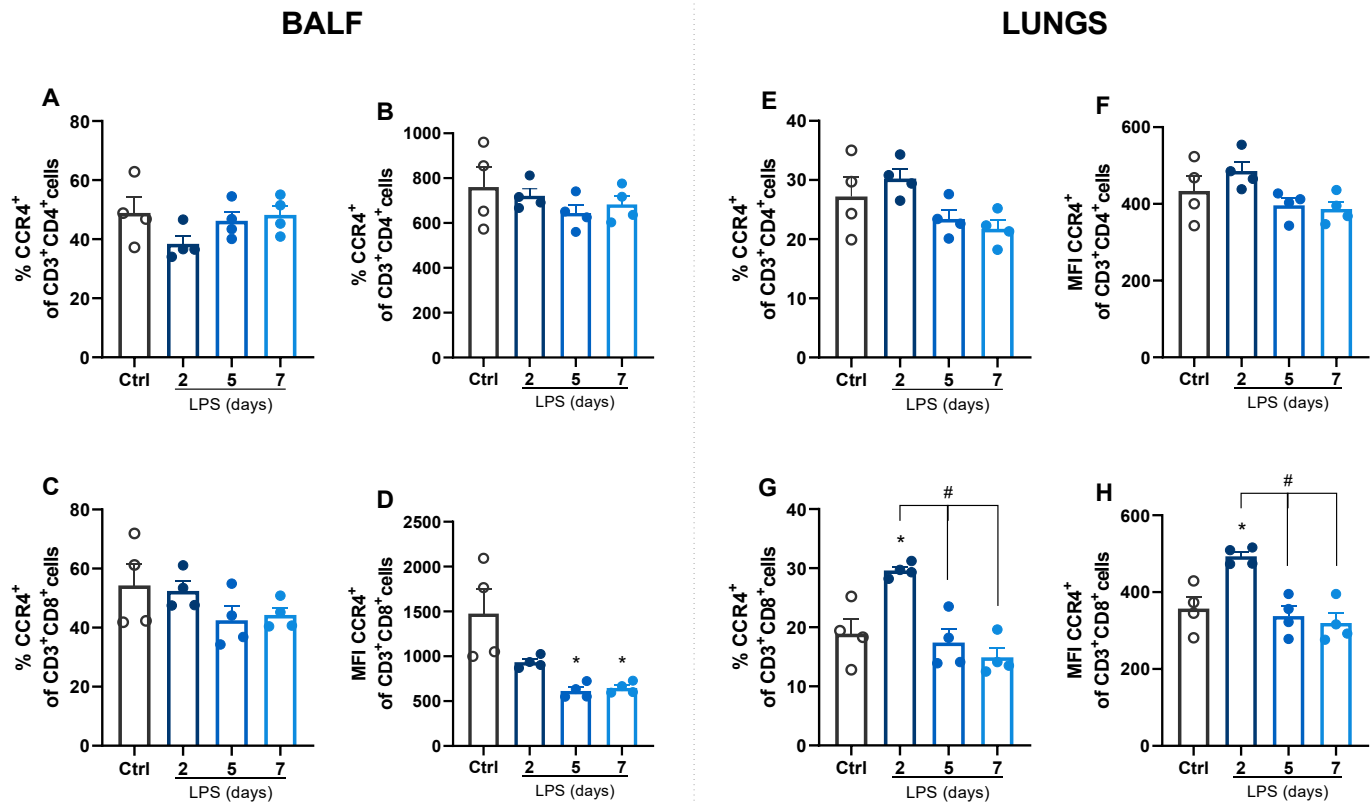 BALF
LUNGS
A
% CCR4⁺
of CD3⁺CD4⁺cells
80
60
40
20
0
Ctrl 2 5 7
LPS (days)
B
% CCR4⁺
of CD3⁺CD4⁺cells
1000
800
600
400
200
0
Ctrl 2 5 7
LPS (days)
E
% CCR4⁺
of CD3⁺CD4⁺cells
40
30
20
10
0
Ctrl 2 5 7
LPS (days)
F
MFI CCR4⁺
of CD3⁺CD4⁺cells
600
400
200
0
Ctrl 2 5 7
LPS (days)
C
% CCR4⁺
of CD3⁺CD8⁺cells
80
60
40
20
0
Ctrl 2 5 7
LPS (days)
D
MFI CCR4⁺
of CD3⁺CD8⁺cells
2500
2000
1500
1000
500
0
* *
Ctrl 2 5 7
LPS (days)
G
% CCR4⁺
of CD3⁺CD8⁺cells
40
30
20
10
0
#
*
Ctrl 2 5 7
LPS (days)
H
MFI CCR4⁺
of CD3⁺CD8⁺cells
600
400
200
0
#
*
Ctrl 2 5 7
LPS (days)